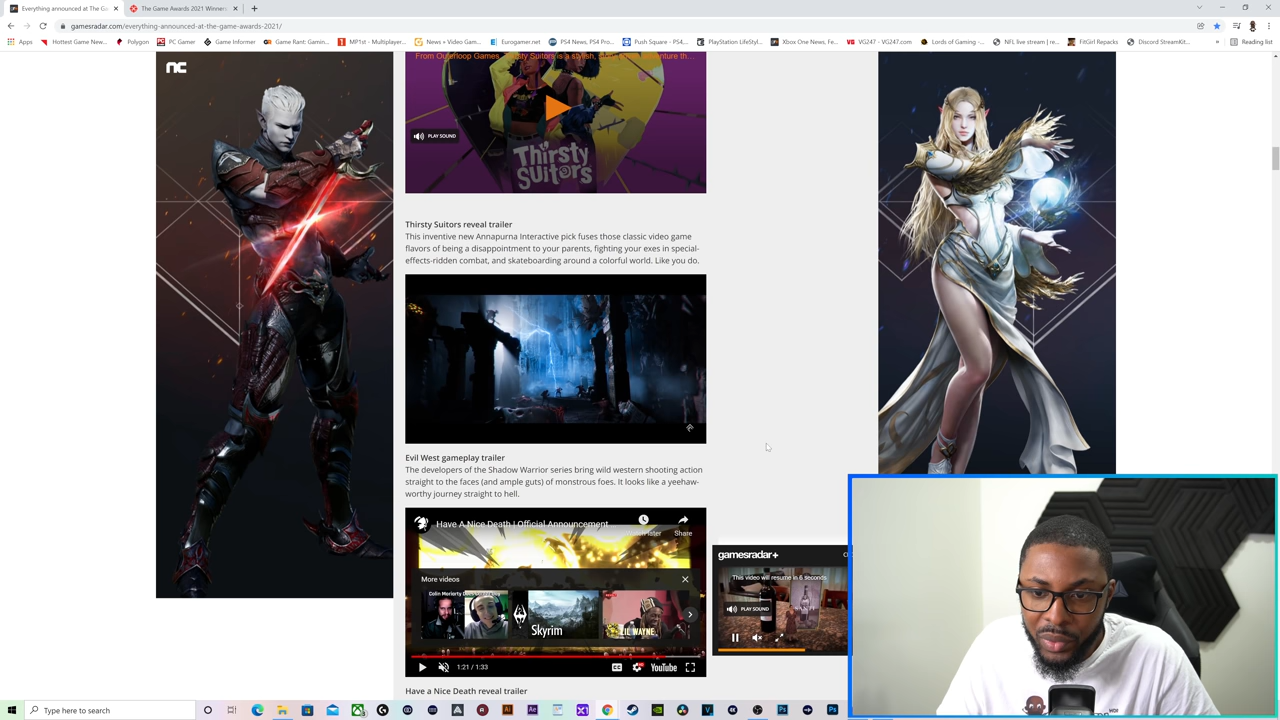 Everything announced at The Ga
The Game Awards 2021 Winners
gamesradar.com/everything-announced-at-the-game-awards-2021/
Apps
Hottest Game New...
Polygon
PC Gamer
Game Informer
Game Rant: Gamin...
MP1st - Multiplayer...
News » Video Gam...
Eurogamer.net
PS4 News, PS4 Pro...
Push Square - PS4,...
PlayStation LifeStyl...
Xbox One News, Fe...
VG247 - VG247.com
Lords of Gaming -...
NFL live stream | re...
FitGirl Repacks
Discord StreamKit...
»
Reading list
nc
PLAY SOUND
Thirsty
Suitors
Thirsty Suitors reveal trailer
This inventive new Annapurna Interactive pick fuses those classic video game
flavors of being a disappointment to your parents, fighting your exes in special-
effects-ridden combat, and skateboarding around a colorful world. Like you do.
Evil West gameplay trailer
The developers of the Shadow Warrior series bring wild western shooting action
straight to the faces (and ample guts) of monstrous foes. It looks like a yeehaw-
worthy journey straight to hell.
Have A Nice Death | Official Announcement
Share
More videos
Skyrim
LIL WAYNE
1:21 / 1:33
CC
YouTube
Have a Nice Death reveal trailer
gamesradar+
This video will resume in 6 seconds
PLAY SOUND
Type here to search